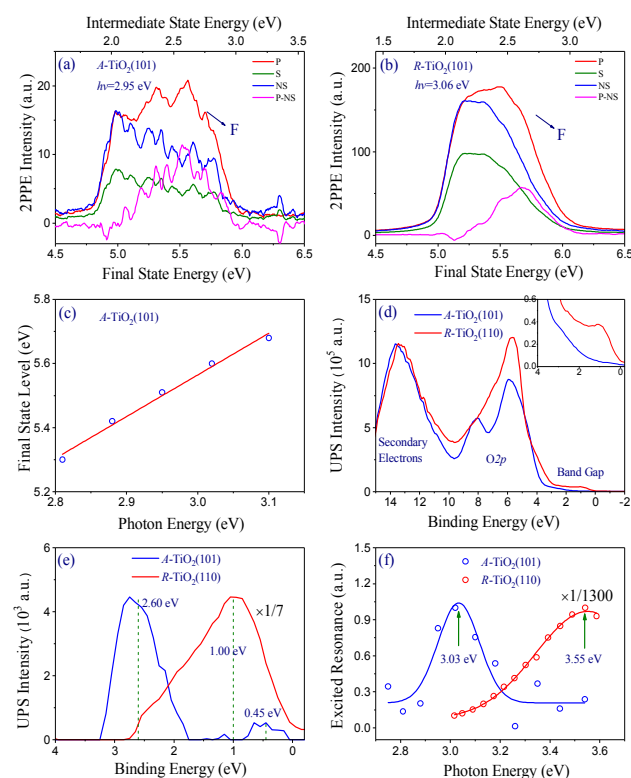 Intermediate State Energy (eV)
2.0 2.5 3.0 3.5
(a) A-TiO2(101)
hν=2.95 eV
P
S
NS
P-NS
F
2PPE Intensity (a.u.)
20
10
0
4.5 5.0 5.5 6.0 6.5
Final State Energy (eV)
Intermediate State Energy (eV)
1.5 2.0 2.5 3.0
(b) R-TiO2(101)
hν=3.06 eV
P
S
NS
P-NS
F
2PPE Intensity (a.u.)
200
100
0
4.5 5.0 5.5 6.0 6.5
Final State Energy (eV)
(c) A-TiO2(101)
Final State Level (eV)
5.8
5.6
5.4
5.2
2.8 2.9 3.0 3.1
Photon Energy (eV)
(d)
A-TiO2(101)
R-TiO2(110)
0.6
0.4
0.2
0.0
4 2 0
UPS Intensity (10⁵ a.u.)
15
10
5
0
Secondary
Electrons
O2p
Band Gap
14 12 10 8 6 4 2 0 -2
Binding Energy (eV)
(e)
A-TiO2(101)
R-TiO2(110)
×1/7
2.60 eV
1.00 eV
0.45 eV
UPS Intensity (10³ a.u.)
6
4
2
0
4 3 2 1 0
Binding Energy (eV)
(f)
A-TiO2(101)
R-TiO2(110)
×1/1300
3.03 eV
3.55 eV
Excited Resonance (a.u.)
1.5
1.0
0.5
0.0
2.8 3.0 3.2 3.4 3.6
Photon Energy (eV)